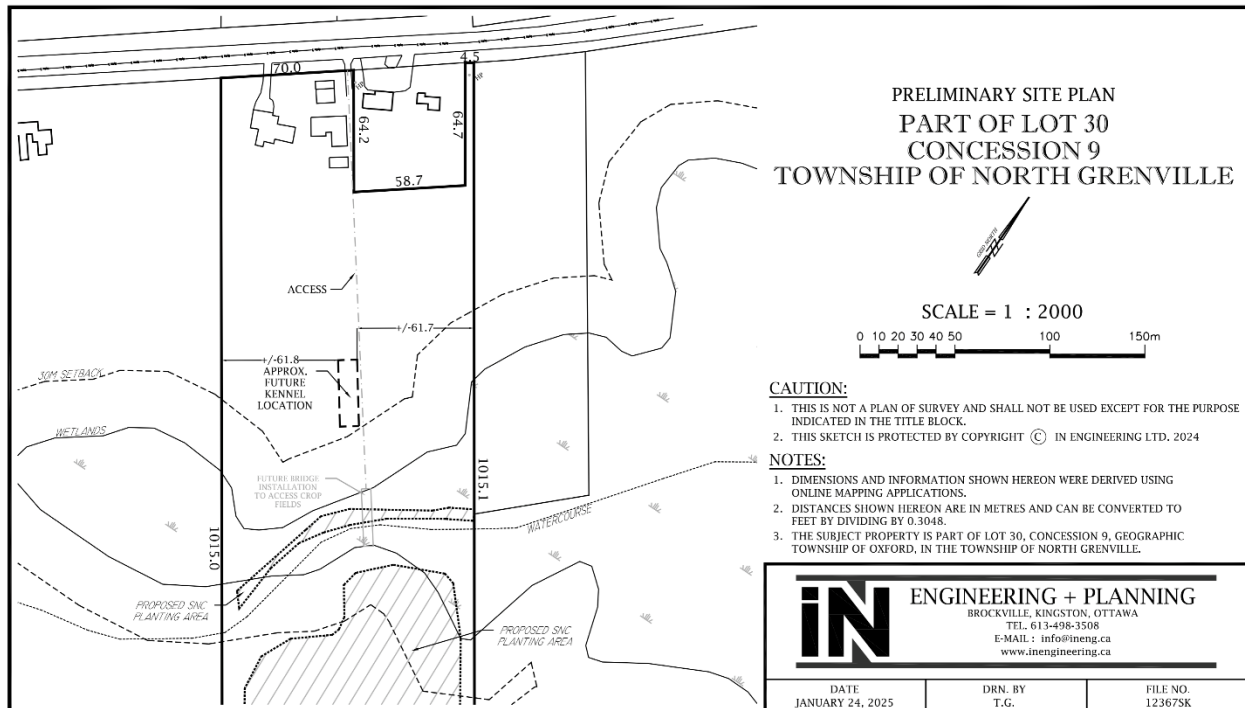 70.0
4.5
HP
HP
64.2
64.7
58.7
ACCESS
+/-61.7
+/-61.8
APPROX.
FUTURE
KENNEL
LOCATION
30M SETBACK
WETLANDS
FUTURE BRIDGE
INSTALLATION
TO ACCESS CROP
FIELDS
1015.1
WATERCOURSE
1015.0
PROPOSED SNC
PLANTING AREA
PROPOSED SNC
PLANTING AREA
PRELIMINARY SITE PLAN
PART OF LOT 30
CONCESSION 9
TOWNSHIP OF NORTH GRENVILLE
GRID NORTH
SCALE = 1 : 2000
0 10 20 30 40 50 100 150m
CAUTION:
1. THIS IS NOT A PLAN OF SURVEY AND SHALL NOT BE USED EXCEPT FOR THE PURPOSE
INDICATED IN THE TITLE BLOCK.
2. THIS SKETCH IS PROTECTED BY COPYRIGHT © IN ENGINEERING LTD. 2024
NOTES:
1. DIMENSIONS AND INFORMATION SHOWN HEREON WERE DERIVED USING
ONLINE MAPPING APPLICATIONS.
2. DISTANCES SHOWN HEREON ARE IN METRES AND CAN BE CONVERTED TO
FEET BY DIVIDING BY 0.3048.
3. THE SUBJECT PROPERTY IS PART OF LOT 30, CONCESSION 9, GEOGRAPHIC
TOWNSHIP OF OXFORD, IN THE TOWNSHIP OF NORTH GRENVILLE.
iN
ENGINEERING + PLANNING
BROCKVILLE, KINGSTON, OTTAWA
TEL. 613-498-3508
E-MAIL : info@ineng.ca
www.inengineering.ca
DATE
JANUARY 24, 2025
DRN. BY
T.G.
FILE NO.
12367SK